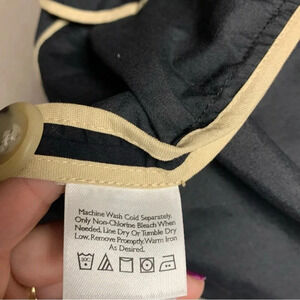 Machine Wash Cold Separately.
Only Non-Chlorine Bleach When
Needed, Line Dry Or Tumble Dry
Low. Remove Promptly. Warm Iron
As Desired.